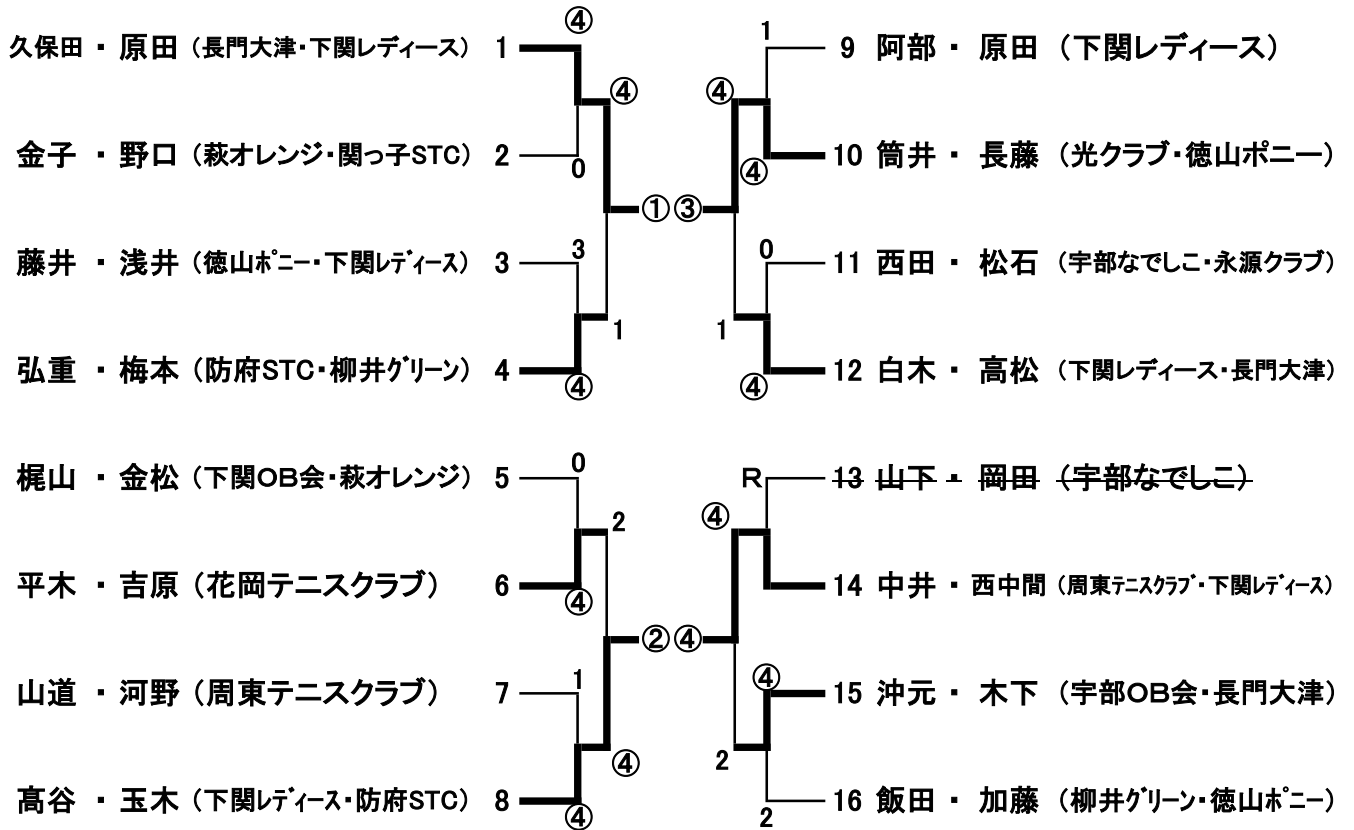 ④
久保田 ・ 原田 （長門大津・下関レディース） 1
④
金子 ・ 野口 （萩オレンジ・関っ子STC） 2
0
①
藤井 ・ 浅井 （徳山ﾎﾟﾆｰ・下関ﾚﾃﾞｨｰｽ） 3
3
1
弘重 ・ 梅本 （防府STC・柳井ｸﾞﾘｰﾝ） 4
④
梶山 ・ 金松 （下関OB会・萩オレンジ） 5
0
2
平木 ・ 吉原 （花岡テニスクラブ） 6
④
②
山道 ・ 河野 （周東テニスクラブ） 7
1
④
髙谷 ・ 玉木 （下関ﾚﾃﾞｨｰｽ・防府STC） 8
④
1
9 阿部 ・ 原田 （下関レディース）
④
10 筒井 ・ 長藤 （光クラブ・徳山ポニー）
④
③
0
11 西田 ・ 松石 （宇部なでしこ・永源クラブ）
1
12 白木 ・ 高松 （下関レディース・長門大津）
④
R
13 山下 ・ 岡田 （宇部なでしこ）
④
14 中井 ・ 西中間 （周東ﾃﾆｽｸﾗﾌﾞ・下関ﾚﾃﾞｨｰｽ）
④
④
15 沖元 ・ 木下 （宇部OB会・長門大津）
2
16 飯田 ・ 加藤 （柳井ｸﾞﾘｰﾝ・徳山ﾎﾟﾆｰ）
2